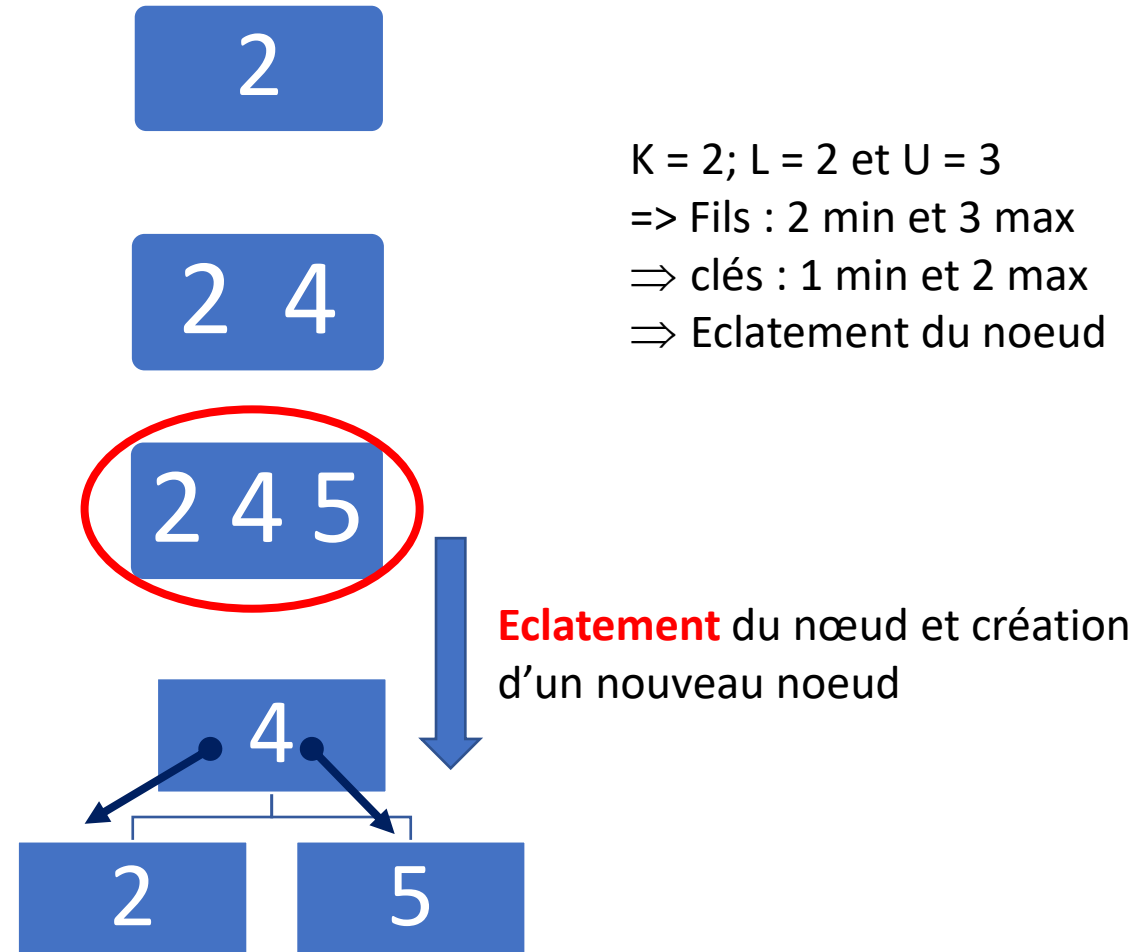 2
K = 2; L = 2 et U = 3
=> Fils : 2 min et 3 max
⇒ clés : 1 min et 2 max
⇒ Eclatement du noeud
2 4
2 4 5
Eclatement du nœud et création
d’un nouveau noeud
4
2 5